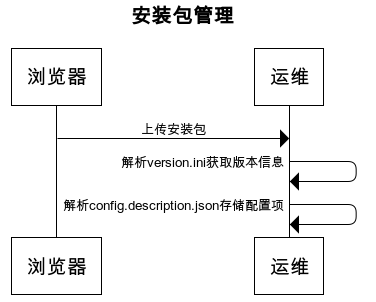 安装包管理
浏览器
运维
上传安装包
解析version.ini获取版本信息
解析config.description.json存储配置项
浏览器
运维